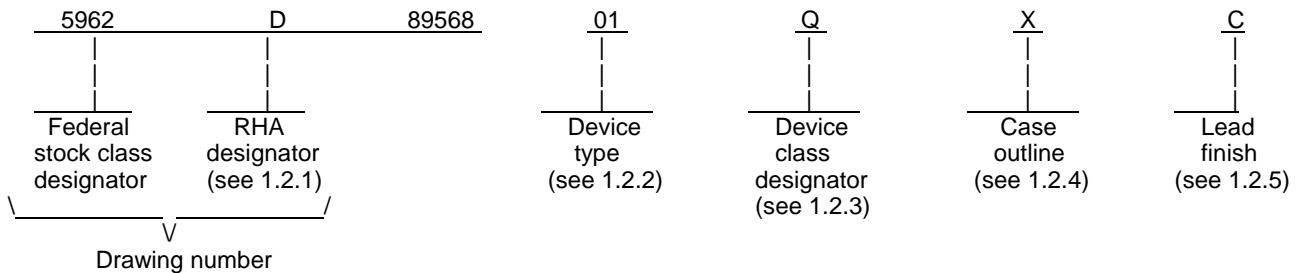 5962 D 89568 01 Q X C
Federal stock class designator
RHA designator (see 1.2.1)
Device type (see 1.2.2)
Device class designator (see 1.2.3)
Case outline (see 1.2.4)
Lead finish (see 1.2.5)
Drawing number